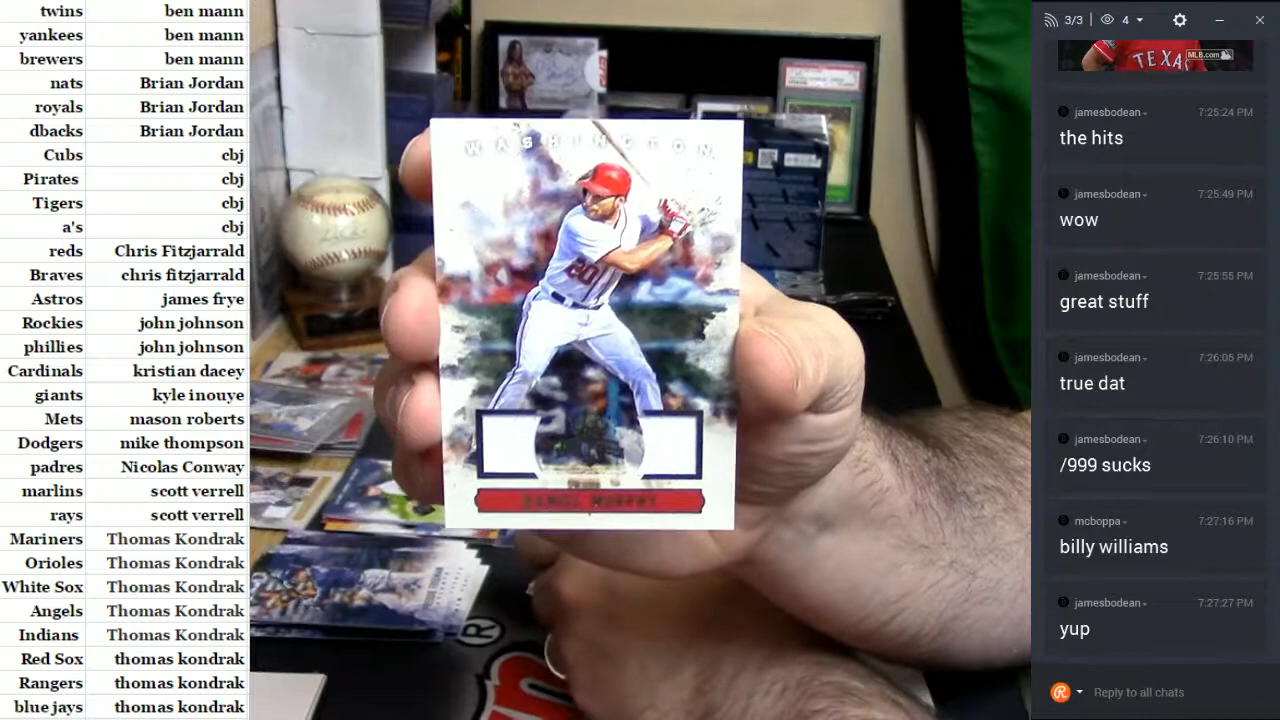 twins ben mann
yankees ben mann
brewers ben mann
nats Brian Jordan
royals Brian Jordan
dbacks Brian Jordan
Cubs cbj
Pirates cbj
Tigers cbj
a's cbj
reds Chris Fitzjarrald
Braves chris fitzjarrald
Astros james frye
Rockies john johnson
phillies john johnson
Cardinals kristian dacey
giants kyle inouye
Mets mason roberts
Dodgers mike thompson
padres Nicolas Conway
marlins scott verrell
rays scott verrell
Mariners Thomas Kondrak
Orioles Thomas Kondrak
White Sox Thomas Kondrak
Angels Thomas Kondrak
Indians Thomas Kondrak
Red Sox thomas kondrak
Rangers thomas kondrak
blue jays thomas kondrak
WASHINGTON
20
DANIEL MURPHY
®
3/3 4
TEXA
MLB.com
jamesbodean 7:25:24 PM
the hits
jamesbodean 7:25:49 PM
wow
jamesbodean 7:25:55 PM
great stuff
jamesbodean 7:26:05 PM
true dat
jamesbodean 7:26:10 PM
/999 sucks
mcboppa 7:27:16 PM
billy williams
jamesbodean 7:27:27 PM
yup
Reply to all chats